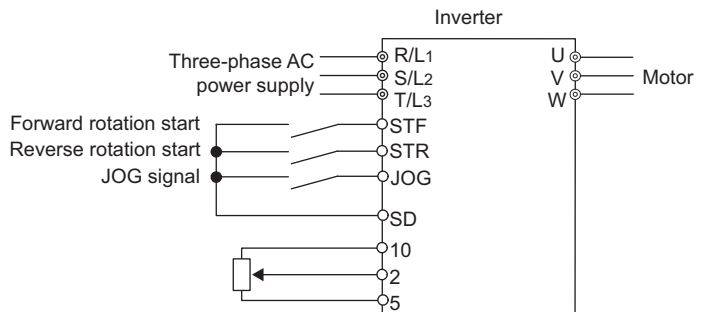 Inverter
Three-phase AC
power supply
R/L1
S/L2
T/L3
U
V
W
Motor
Forward rotation start
STF
Reverse rotation start
STR
JOG signal
JOG
SD
10
2
5